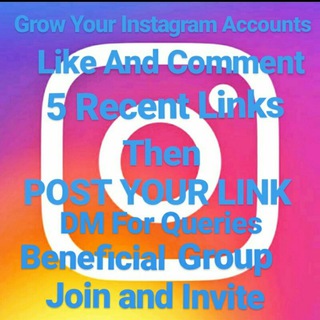 Grow Your Instagram Accounts
Like And Comment
5 Recent Links
Then
POST YOUR LINK
DM For Queries
Beneficial Group
Join and Invite